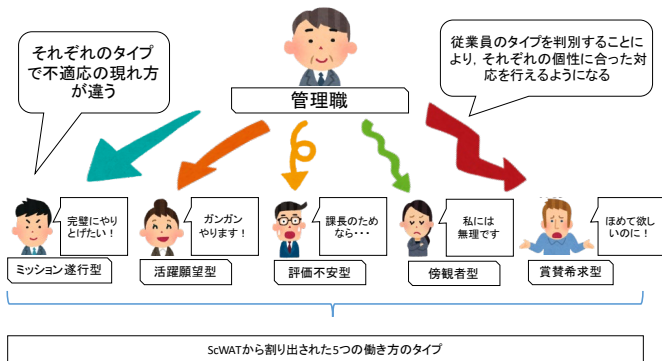 それぞれのタイプ
で不適応の現れ方
が違う
従業員のタイプを判別することに
より，それぞれの個性に合った対
応を行えるようになる
管理職
完璧にやり
とげたい！
ガンガン
やります！
課長のため
なら・・・
私には
無理です
ほめて欲し
いのに！
ミッション遂行型
活躍願望型
評価不安型
傍観者型
賞賛希求型
ScWATから割り出された5つの働き方のタイプ